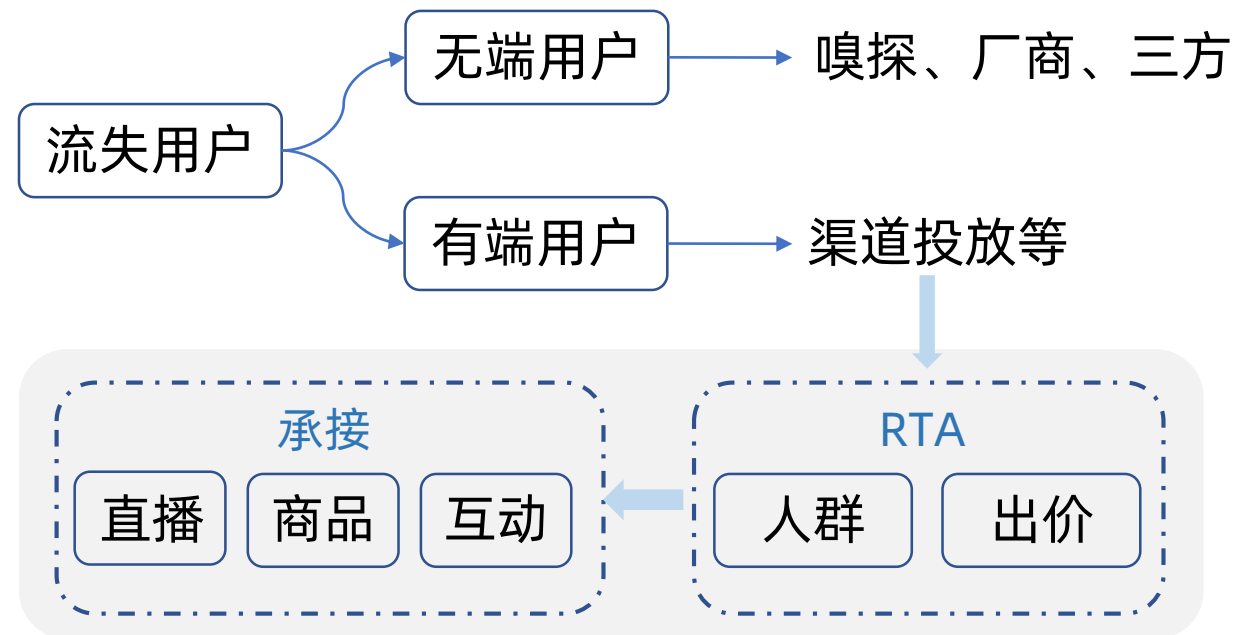 无端用户
嗅探、厂商、三方
流失用户
有端用户
渠道投放等
承接
RTA
直播
商品
互动
人群
出价